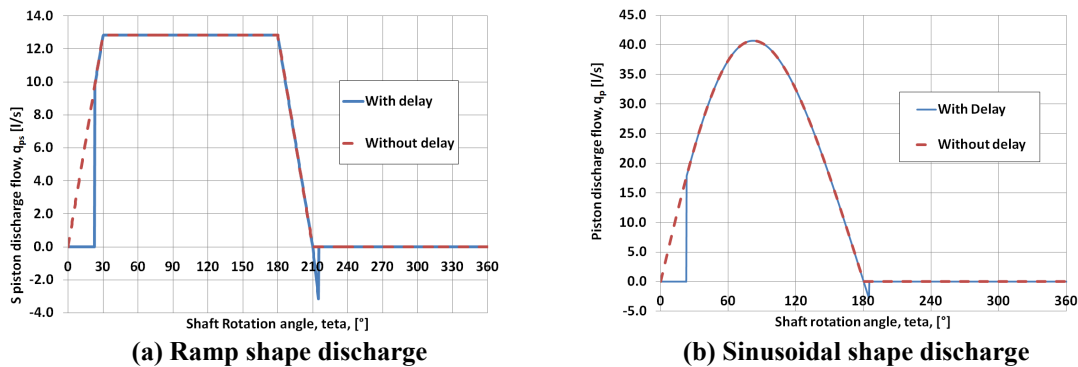 14.0
12.0
10.0
8.0
6.0
4.0
2.0
0.0
-2.0
-4.0
S piston discharge flow, qps [l/s]
0 30 60 90 120 150 180 210 240 270 300 330 360
Shaft Rotation angle, teta, [°]
With delay
Without delay
(a) Ramp shape discharge
45.0
40.0
35.0
30.0
25.0
20.0
15.0
10.0
5.0
0.0
-5.0
Piston discharge flow, qp [l/s]
0 60 120 180 240 300 360
Shaft rotation angle, teta, [°]
With Delay
Without delay
(b) Sinusoidal shape discharge